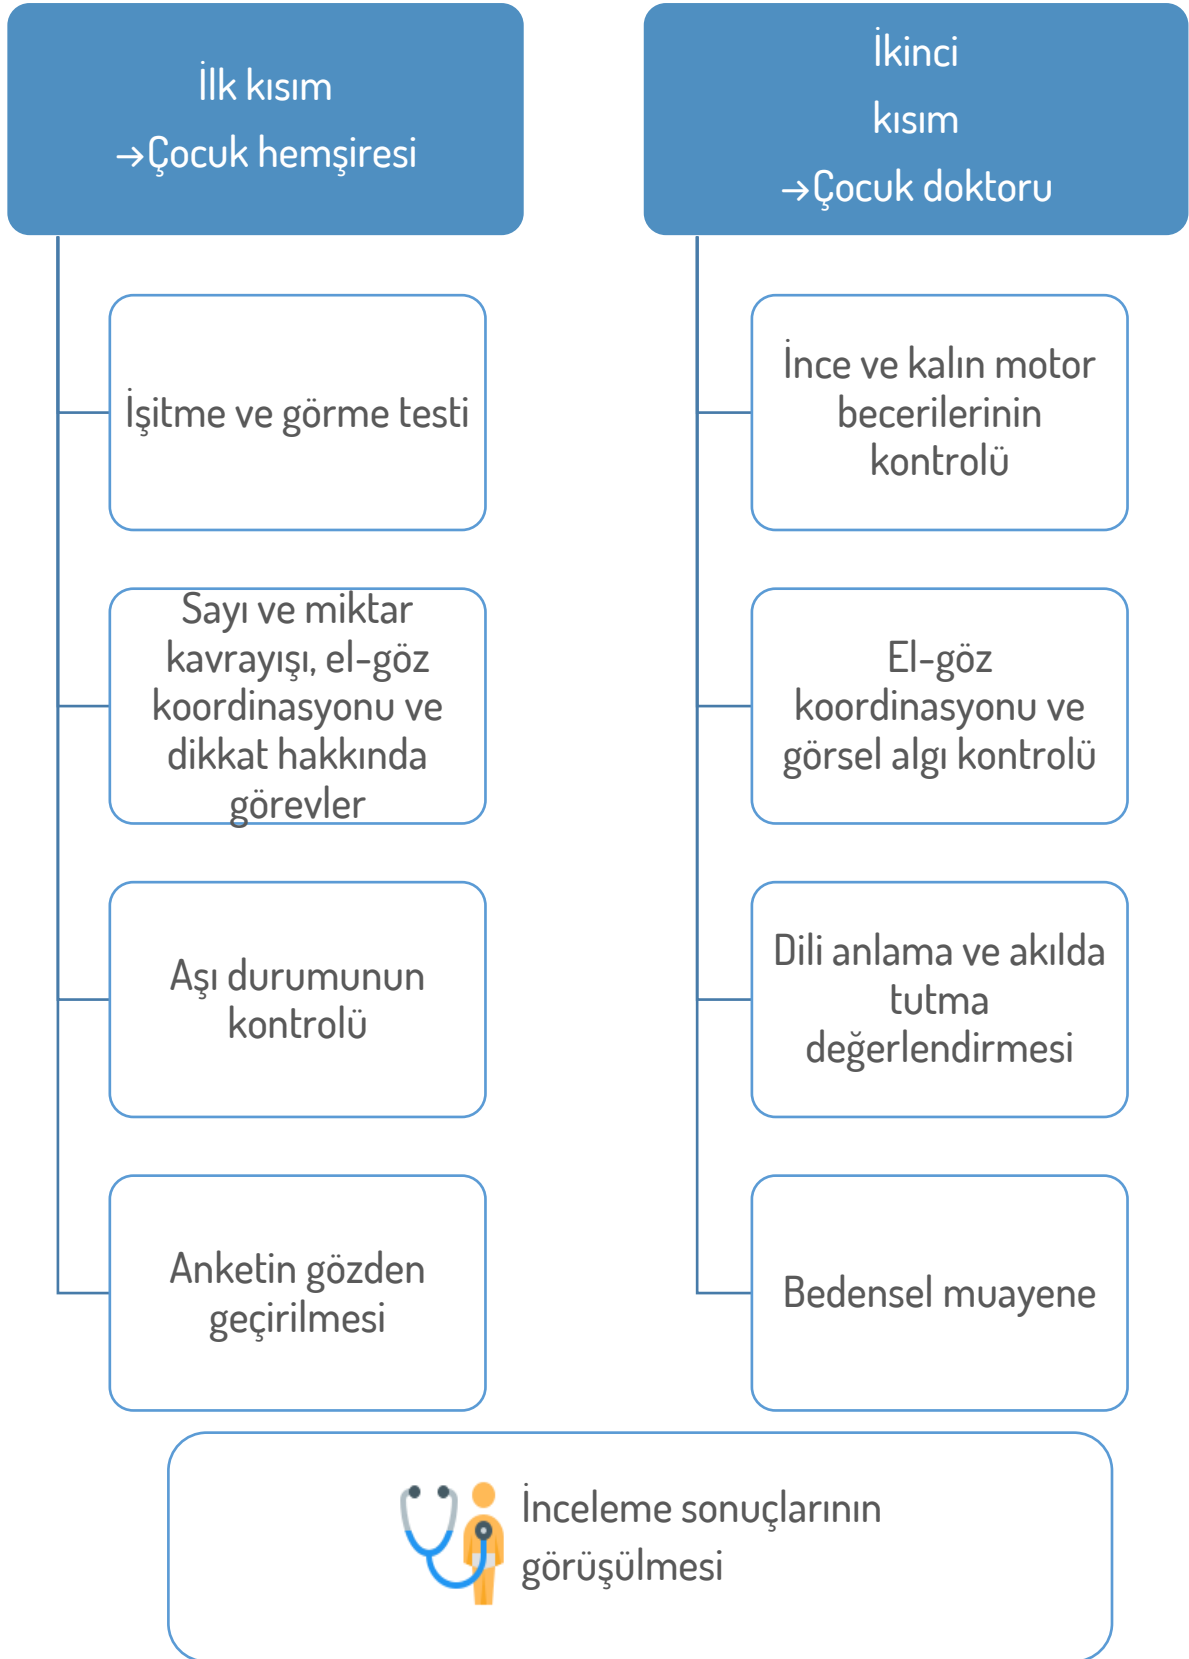 İlk kısım
→Çocuk hemşiresi
İşitme ve görme testi
Sayı ve miktar
kavrayışı, el-göz
koordinasyonu ve
dikkat hakkında
görevler
Aşı durumunun
kontrolü
Anketin gözden
geçirilmesi
İkinci
kısım
→Çocuk doktoru
İnce ve kalın motor
becerilerinin
kontrolü
El-göz
koordinasyonu ve
görsel algı kontrolü
Dili anlama ve akılda
tutma
değerlendirmesi
Bedensel muayene
İnceleme sonuçlarının
görüşülmesi